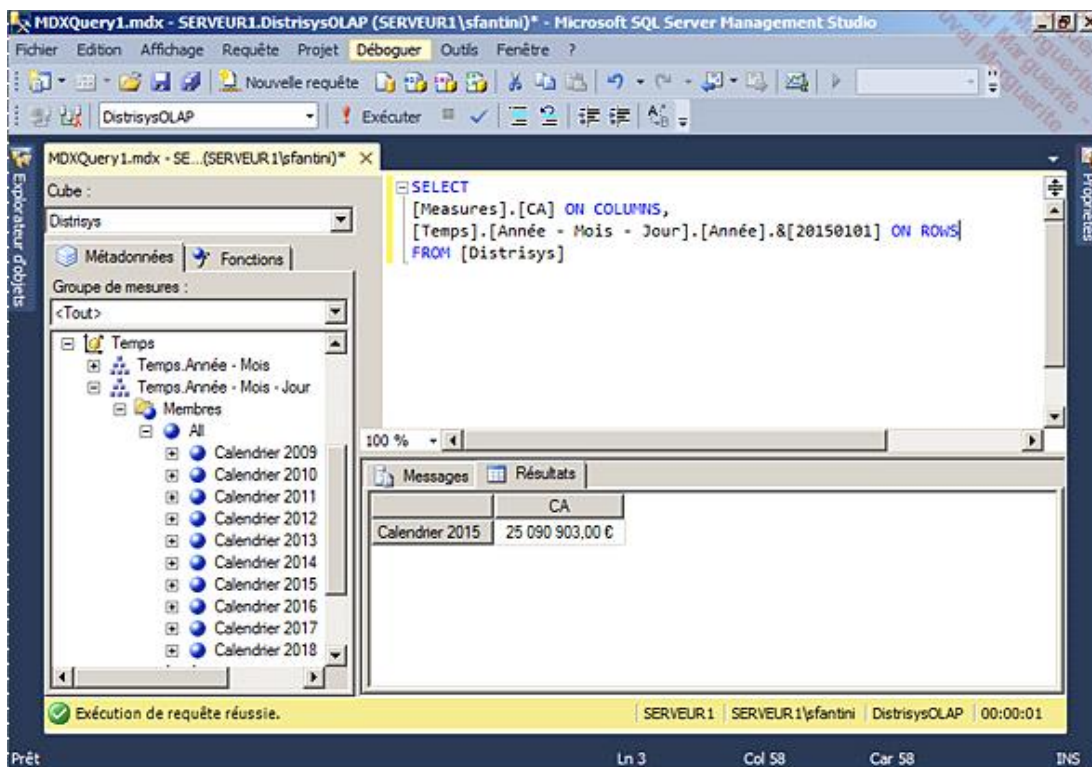 MDXQuery1.mdx - SERVEUR1.DistrisysOLAP (SERVEUR1\sfantini)* - Microsoft SQL Server Management Studio
Fichier Edition Affichage Requête Projet Déboguer Outils Fenêtre ?
Nouvelle requête
DistrisysOLAP Exécuter
MDXQuery1.mdx - SE...(SERVEUR1\sfantini)*
Explorateur d'objets
Propriétés
Cube :
Distrisys
Métadonnées Fonctions
Groupe de mesures :
<Tout>
Temps
Temps.Année - Mois
Temps.Année - Mois - Jour
Membres
All
Calendrier 2009
Calendrier 2010
Calendrier 2011
Calendrier 2012
Calendrier 2013
Calendrier 2014
Calendrier 2015
Calendrier 2016
Calendrier 2017
Calendrier 2018
SELECT
[Measures].[CA] ON COLUMNS,
[Temps].[Année - Mois - Jour].[Année].&[20150101] ON ROWS
FROM [Distrisys]
100 %
Messages Résultats
CA
Calendrier 2015 25 090 903,00 €
Exécution de requête réussie. SERVEUR1 SERVEUR1\sfantini DistrisysOLAP 00:00:01
Prêt Ln 3 Col 58 Car 58 INS